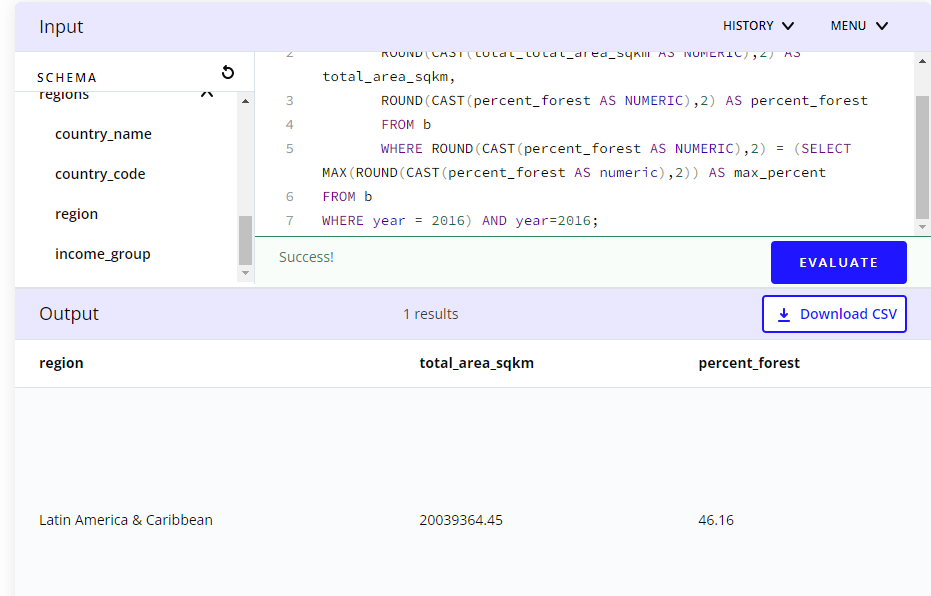 Input
HISTORY
MENU
SCHEMA
regions
country_name
country_code
region
income_group
2 ROUND(CAST(total_total_area_sqkm AS NUMERIC),2) AS
total_area_sqkm,
3 ROUND(CAST(percent_forest AS NUMERIC),2) AS percent_forest
4 FROM b
5 WHERE ROUND(CAST(percent_forest AS NUMERIC),2) = (SELECT
MAX(ROUND(CAST(percent_forest AS numeric),2)) AS max_percent
6 FROM b
7 WHERE year = 2016) AND year=2016;
Success!
EVALUATE
Output
1 results
Download CSV
region total_area_sqkm percent_forest
Latin America & Caribbean 20039364.45 46.16